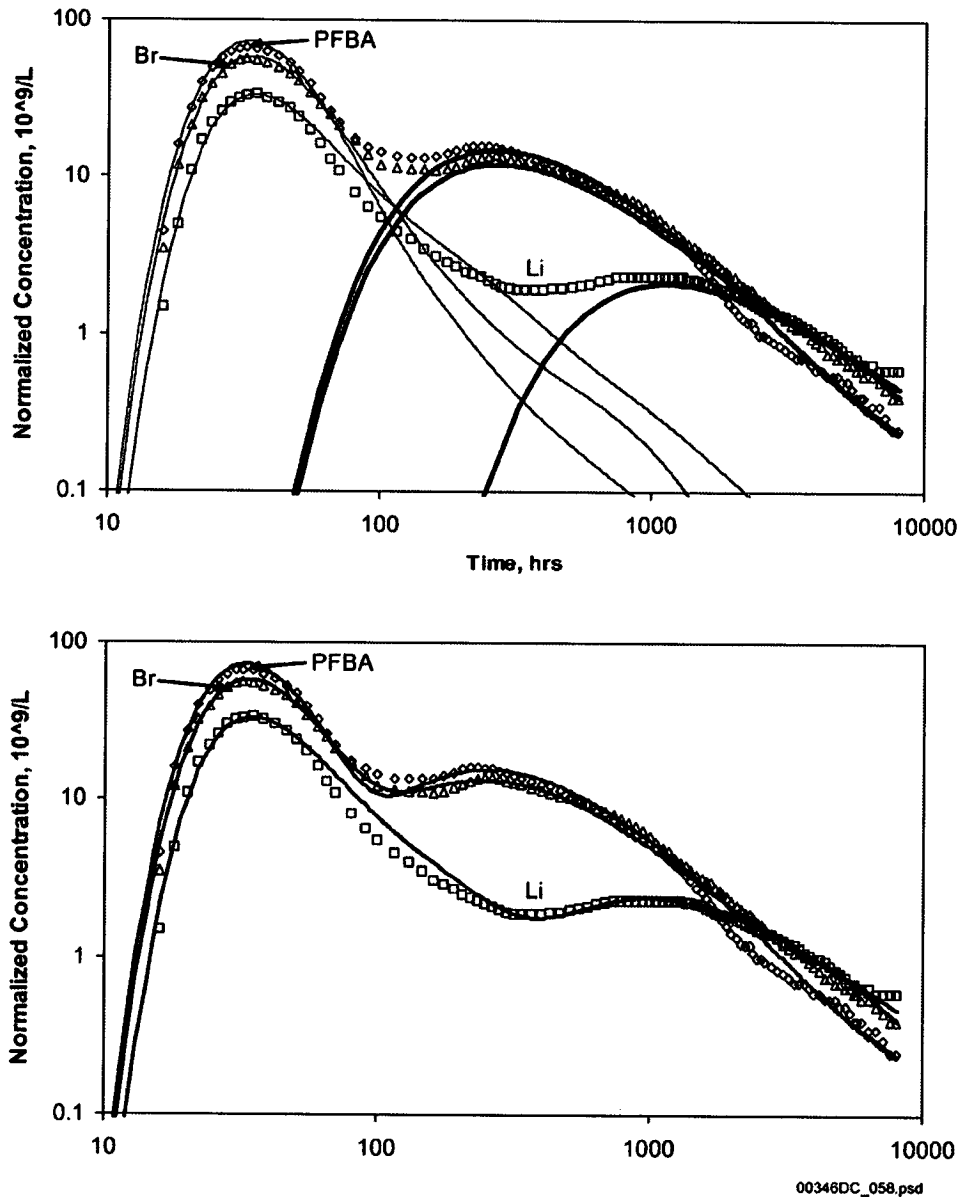 100
PFBA
Br
10
Li
1
0.1
10
100
1000
10000
Normalized Concentration, 10^9/L
Time, hrs
100
PFBA
Br
10
Li
1
0.1
10
100
1000
10000
Normalized Concentration, 10^9/L
00346DC_058.psd